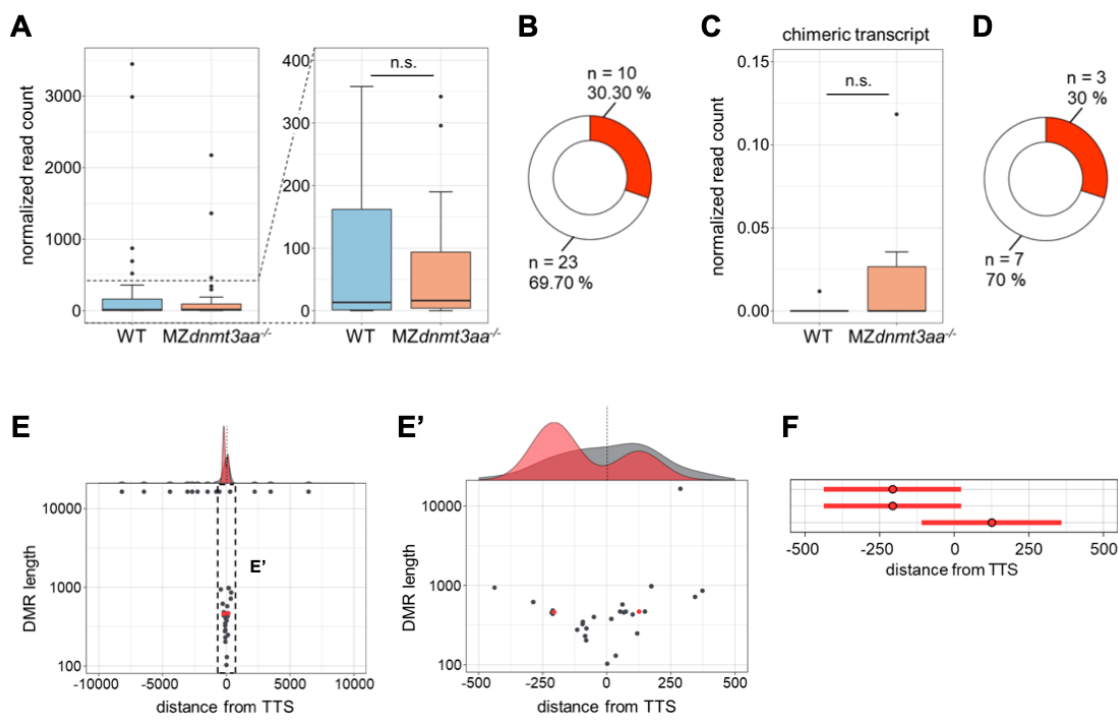 A
normalized read count
3000
2000
1000
0
WT
MZdnmt3aa-/-
400
300
200
100
0
n.s.
WT
MZdnmt3aa-/-
B
n = 10
30.30 %
n = 23
69.70 %
C
chimeric transcript
normalized read count
0.15
0.10
0.05
0.00
n.s.
WT
MZdnmt3aa-/-
D
n = 3
30 %
n = 7
70 %
E
DMR length
10000
1000
100
E'
-10000
-5000
0
5000
10000
distance from TTS
E'
DMR length
10000
1000
100
-500
-250
0
250
500
distance from TTS
F
-500
-250
0
250
500
distance from TTS